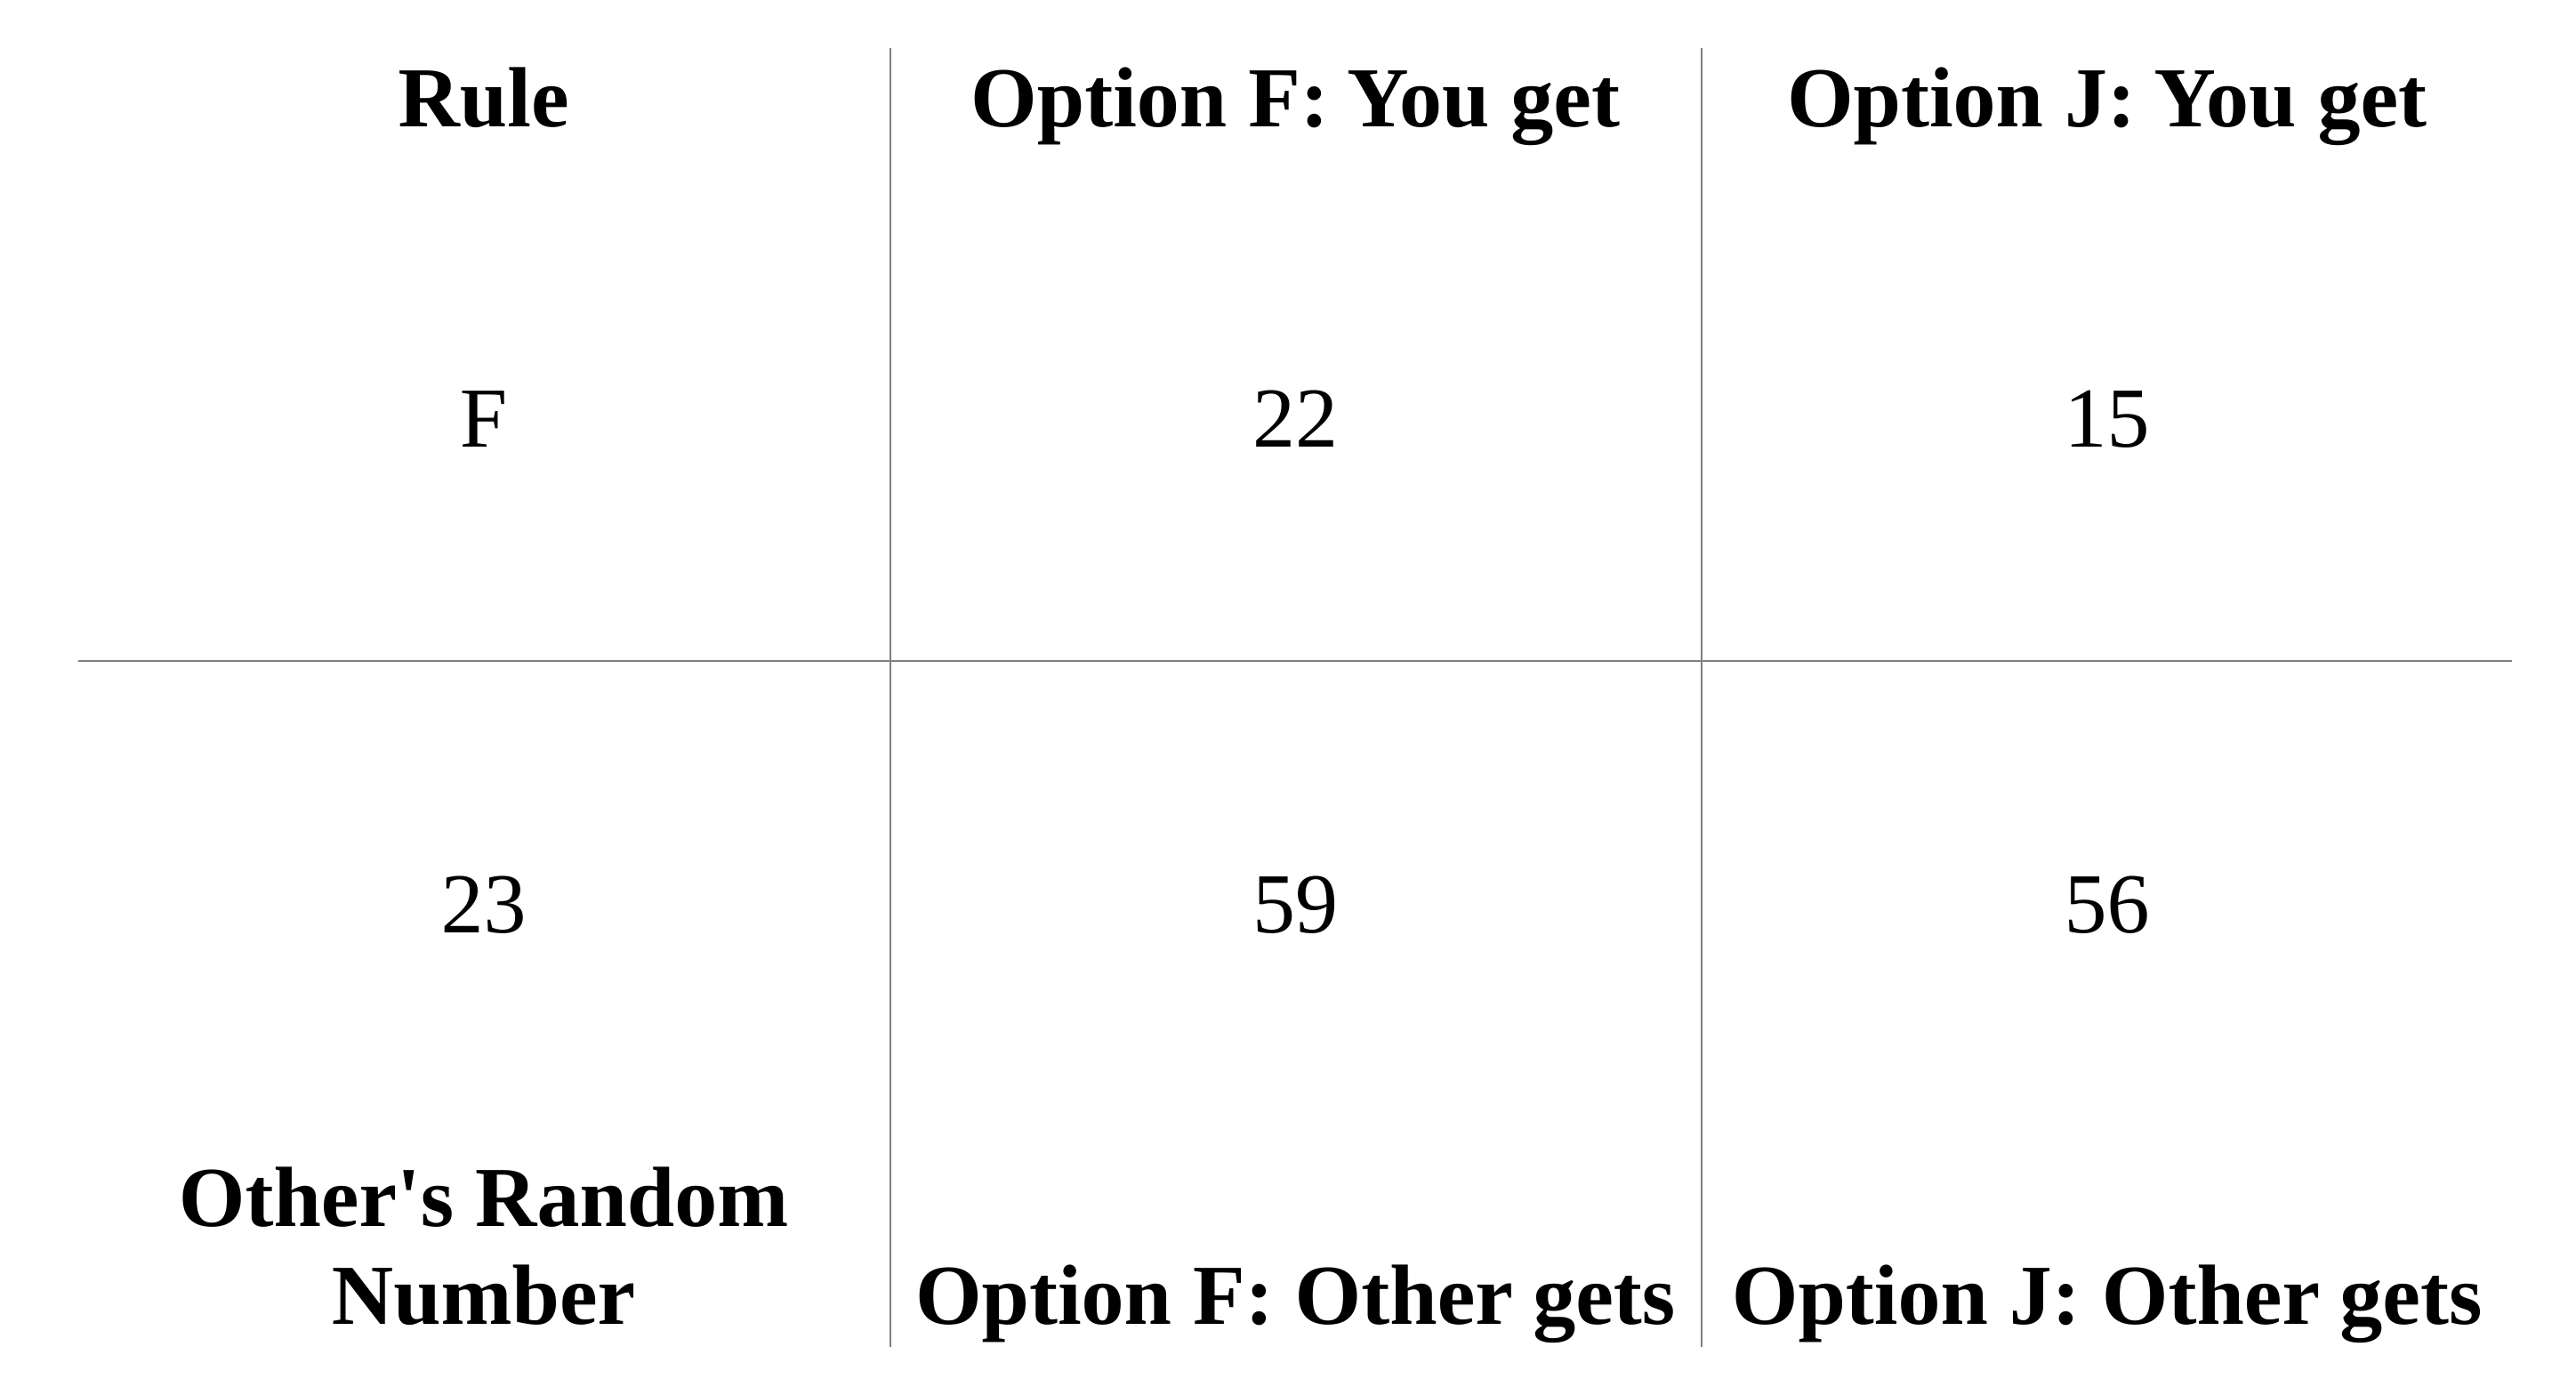 Rule
Option F: You get
Option J: You get
F
22
15
23
59
56
Other's Random
Number
Option F: Other gets
Option J: Other gets